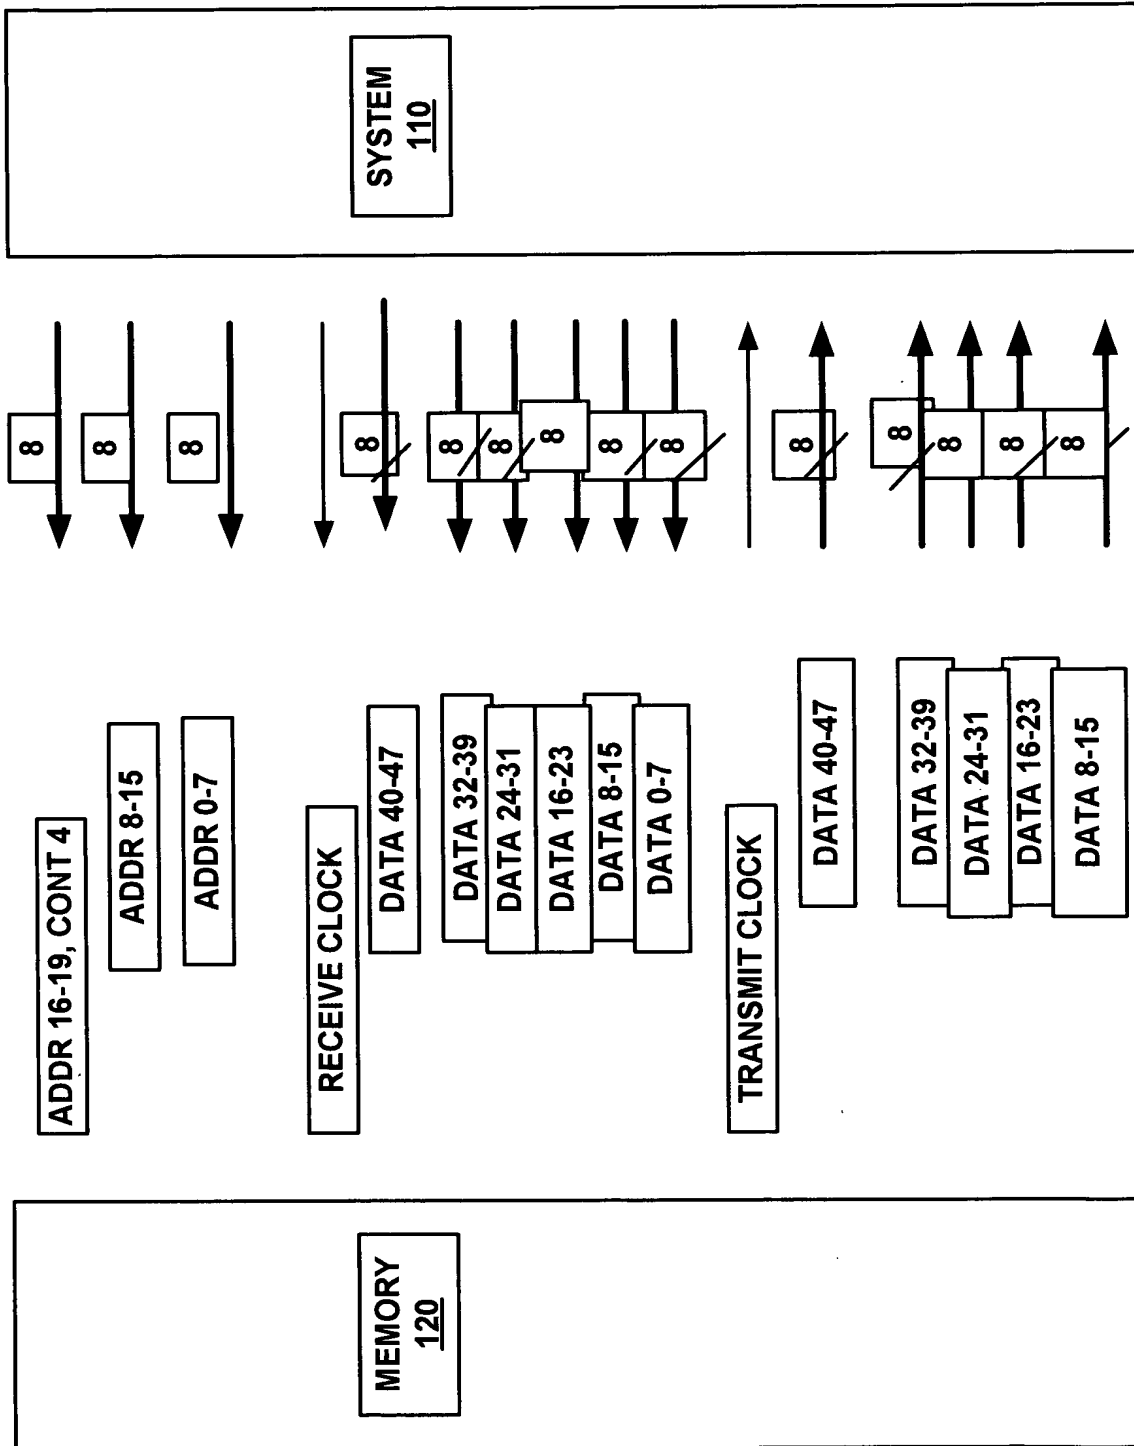 MEMORY
120
ADDR 16-19, CONT 4
8
ADDR 8-15
8
ADDR 0-7
8
RECEIVE CLOCK
DATA 40-47
8
DATA 32-39
8
DATA 24-31
8
DATA 16-23
8
DATA 8-15
8
DATA 0-7
8
TRANSMIT CLOCK
DATA 40-47
8
DATA 32-39
8
DATA 24-31
8
DATA 16-23
8
DATA 8-15
8
SYSTEM
110